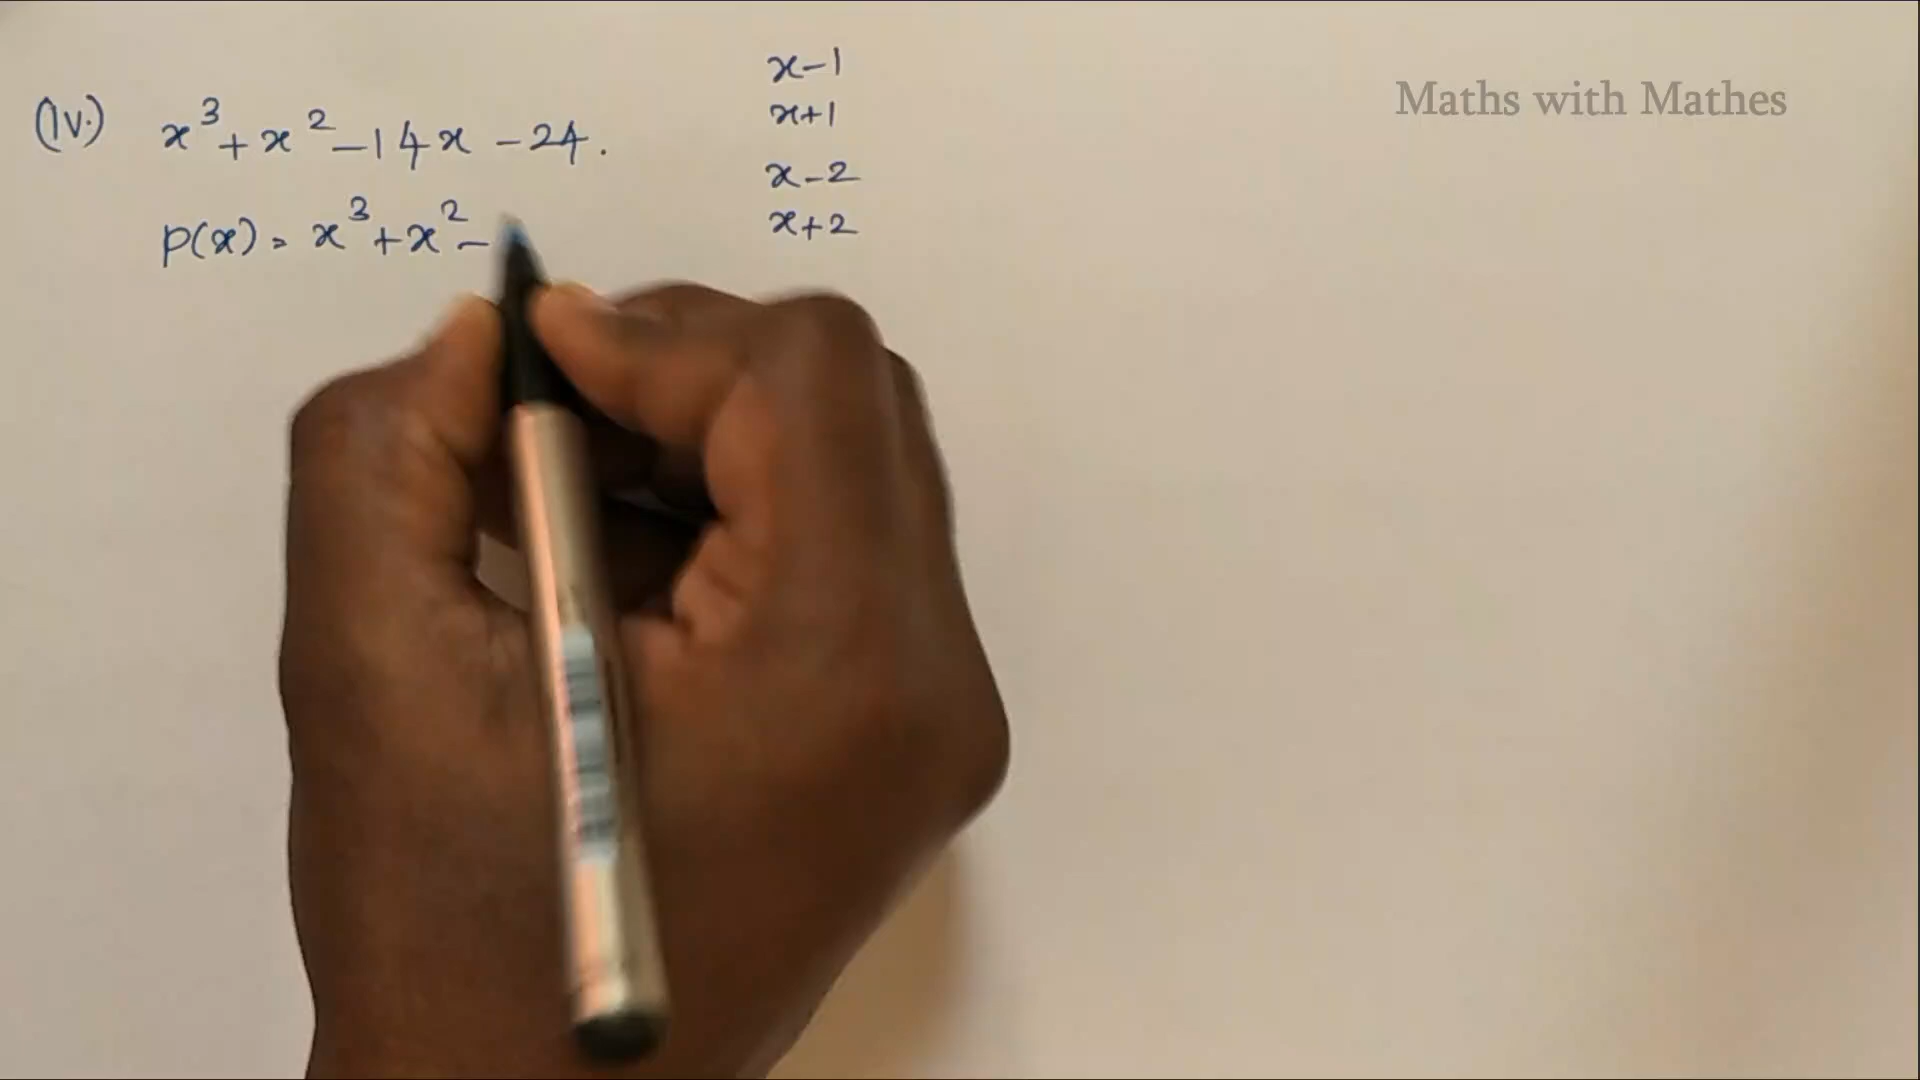 (iv.) x³+x²-14x-24.
p(x) = x³+x²-
x-1
x+1
x-2
x+2
Maths with Mathes